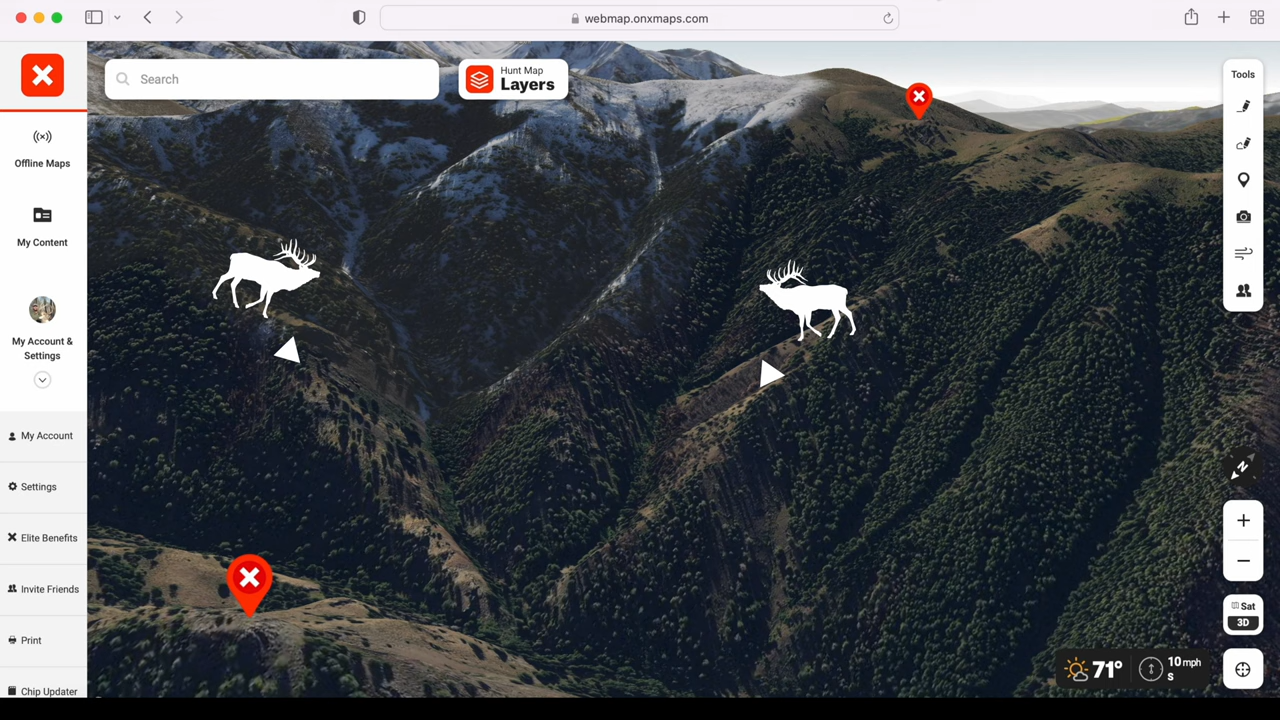 webmap.onxmaps.com
Search
Hunt Map
Layers
Tools
Offline Maps
My Content
My Account &
Settings
My Account
Settings
Elite Benefits
Invite Friends
Print
Chip Updater
N
Sat
3D
71°
10 mph
S